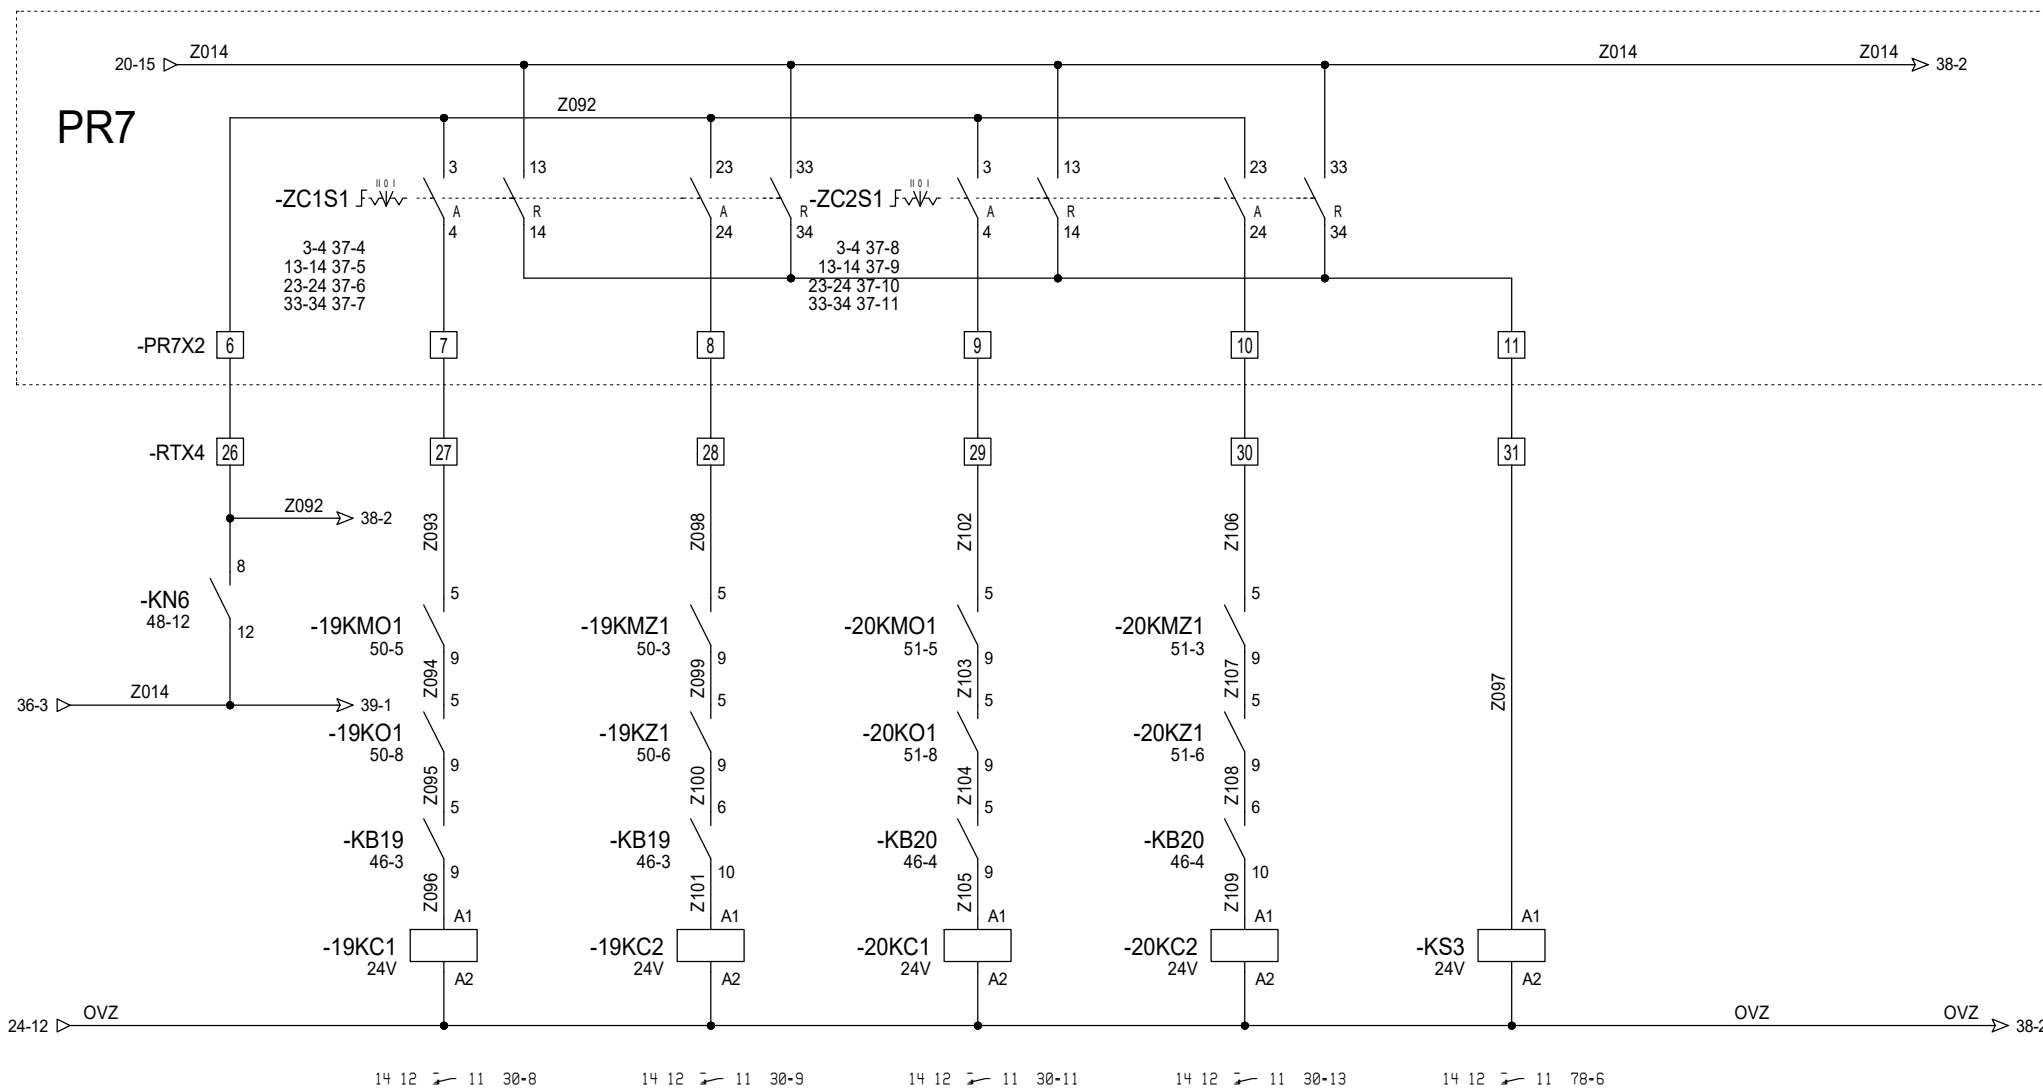 20-15 Z014 Z014 Z014 38-2
PR7
Z092
3 13 23 33 3 13 23 33
-ZC1S1 II 0 I A R A R -ZC2S1 II 0 I A R A R
4 14 24 34 4 14 24 34
3-4 37-4 3-4 37-8
13-14 37-5 13-14 37-9
23-24 37-6 23-24 37-10
33-34 37-7 33-34 37-11
-PR7X2 6 7 8 9 10 11
-RTX4 26 27 28 29 30 31
Z092 38-2
Z093 Z098 Z102 Z106
8
-KN6
48-12
12
5 5 5 5
-19KMO1 -19KMZ1 -20KMO1 -20KMZ1
50-5 50-3 51-5 51-3
9 9 9 9
Z094 Z099 Z103 Z107 Z097
36-3 Z014 39-1
5 5 5 5
-19KO1 -19KZ1 -20KO1 -20KZ1
50-8 50-6 51-8 51-6
9 9 9 9
Z095 Z100 Z104 Z108
5 6 5 6
-KB19 -KB19 -KB20 -KB20
46-3 46-3 46-4 46-4
9 10 9 10
Z096 Z101 Z105 Z109
A1 A1 A1 A1 A1
-19KC1 -19KC2 -20KC1 -20KC2 -KS3
24V 24V 24V 24V 24V
A2 A2 A2 A2 A2
24-12 OVZ OVZ OVZ 38-2
14 12 11 30-8 14 12 11 30-9 14 12 11 30-11 14 12 11 30-13 14 12 11 78-6